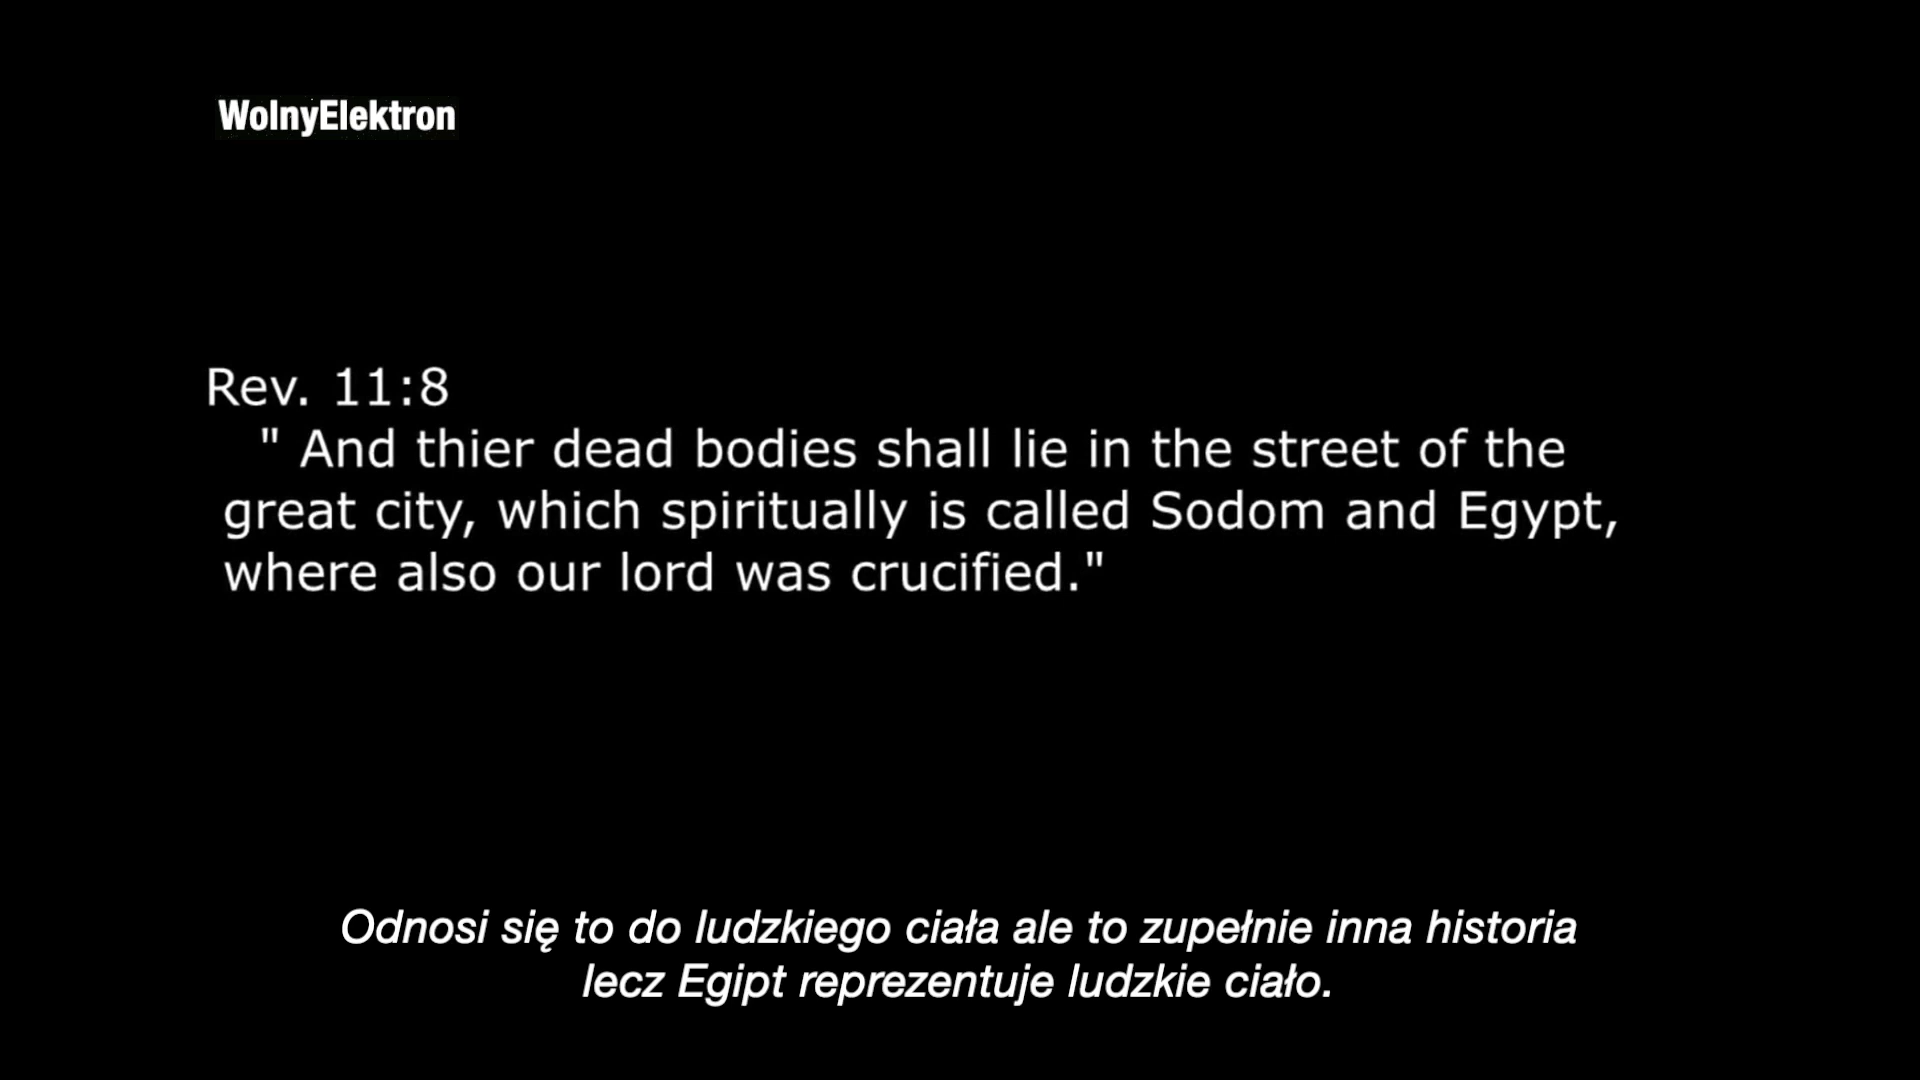 WolnyElektron
Rev. 11:8
" And thier dead bodies shall lie in the street of the
great city, which spiritually is called Sodom and Egypt,
where also our lord was crucified."
Odnosi się to do ludzkiego ciała ale to zupełnie inna historia
lecz Egipt reprezentuje ludzkie ciało.